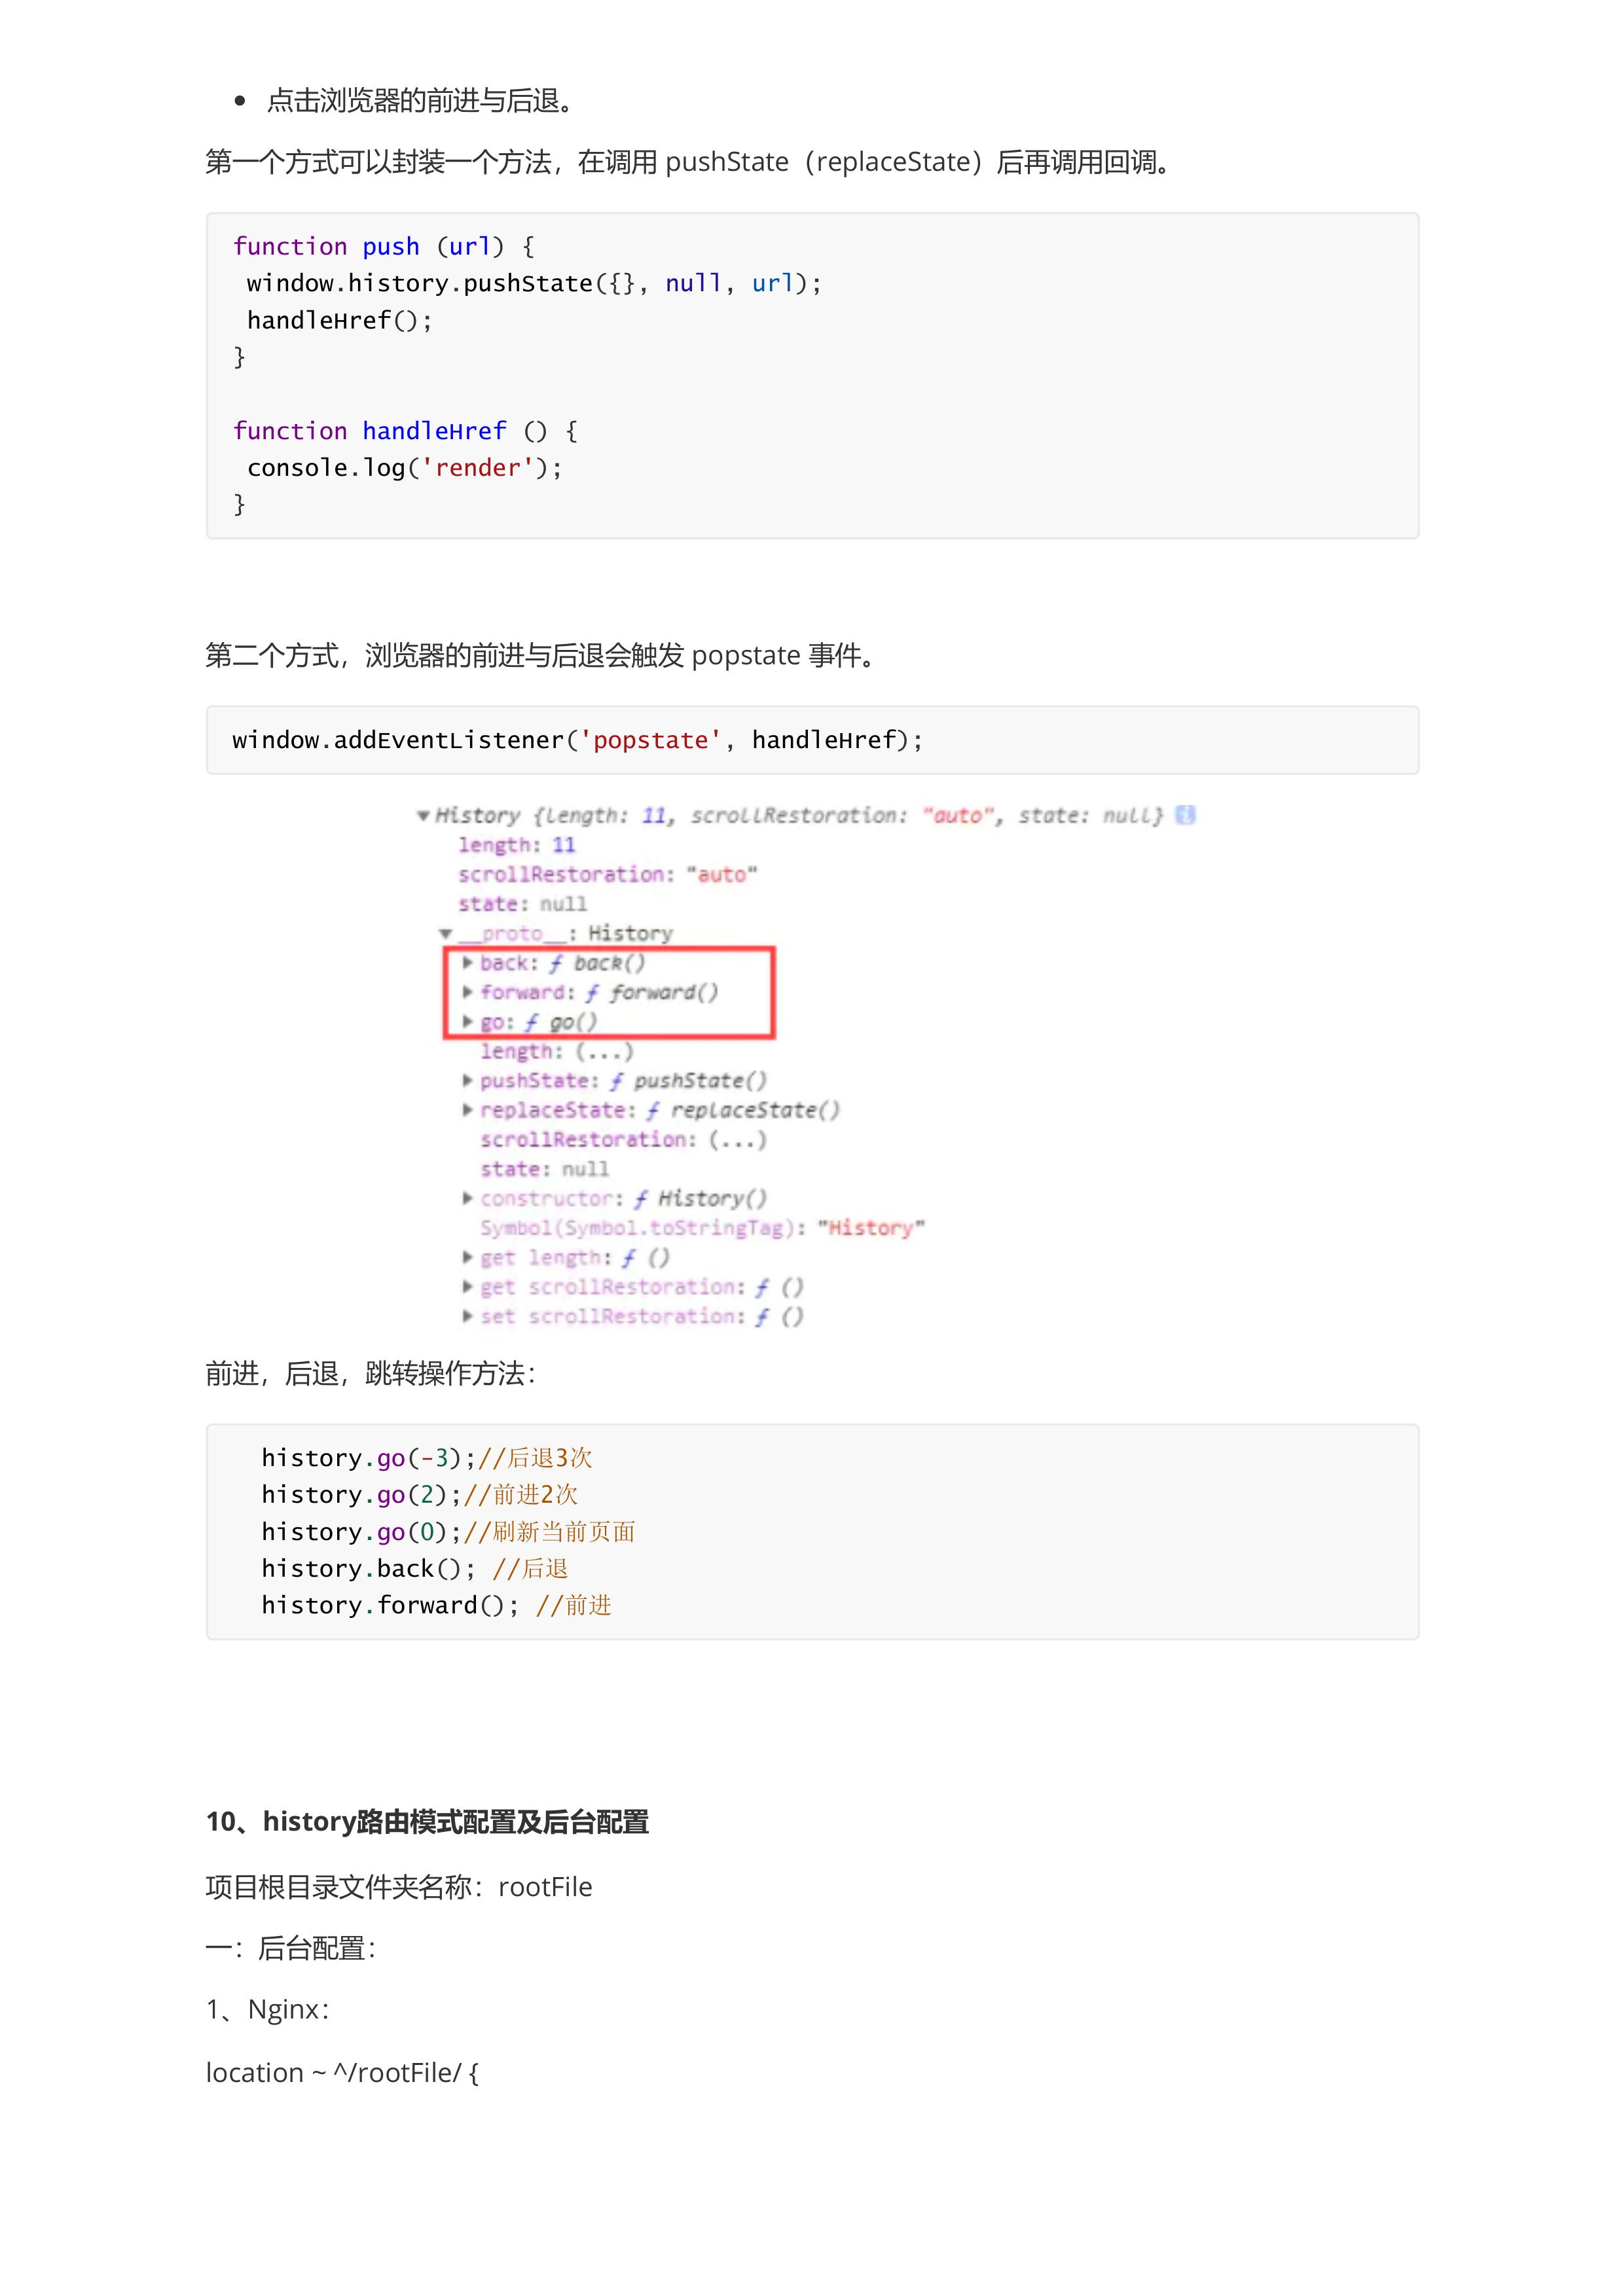 • 点击浏览器的前进与后退。
第一个方式可以封装一个方法，在调用 pushState（replaceState）后再调用回调。
function push (url) {
 window.history.pushState({}, null, url);
 handleHref();
}
function handleHref () {
 console.log('render');
}
第二个方式，浏览器的前进与后退会触发 popstate 事件。
window.addEventListener('popstate', handleHref);
▼History {length: 11, scrollRestoration: "auto", state: null} i
length: 11
scrollRestoration: "auto"
state: null
▼__proto__: History
▶back: ƒ back()
▶forward: ƒ forward()
▶go: ƒ go()
length: (...)
▶pushState: ƒ pushState()
▶replaceState: ƒ replaceState()
scrollRestoration: (...)
state: null
▶constructor: ƒ History()
Symbol(Symbol.toStringTag): "History"
▶get length: ƒ ()
▶get scrollRestoration: ƒ ()
▶set scrollRestoration: ƒ ()
前进，后退，跳转操作方法：
history.go(-3);//后退3次
history.go(2);//前进2次
history.go(0);//刷新当前页面
history.back(); //后退
history.forward(); //前进
10、history路由模式配置及后台配置
项目根目录文件夹名称：rootFile
一：后台配置：
1、Nginx：
location ~ ^/rootFile/ {